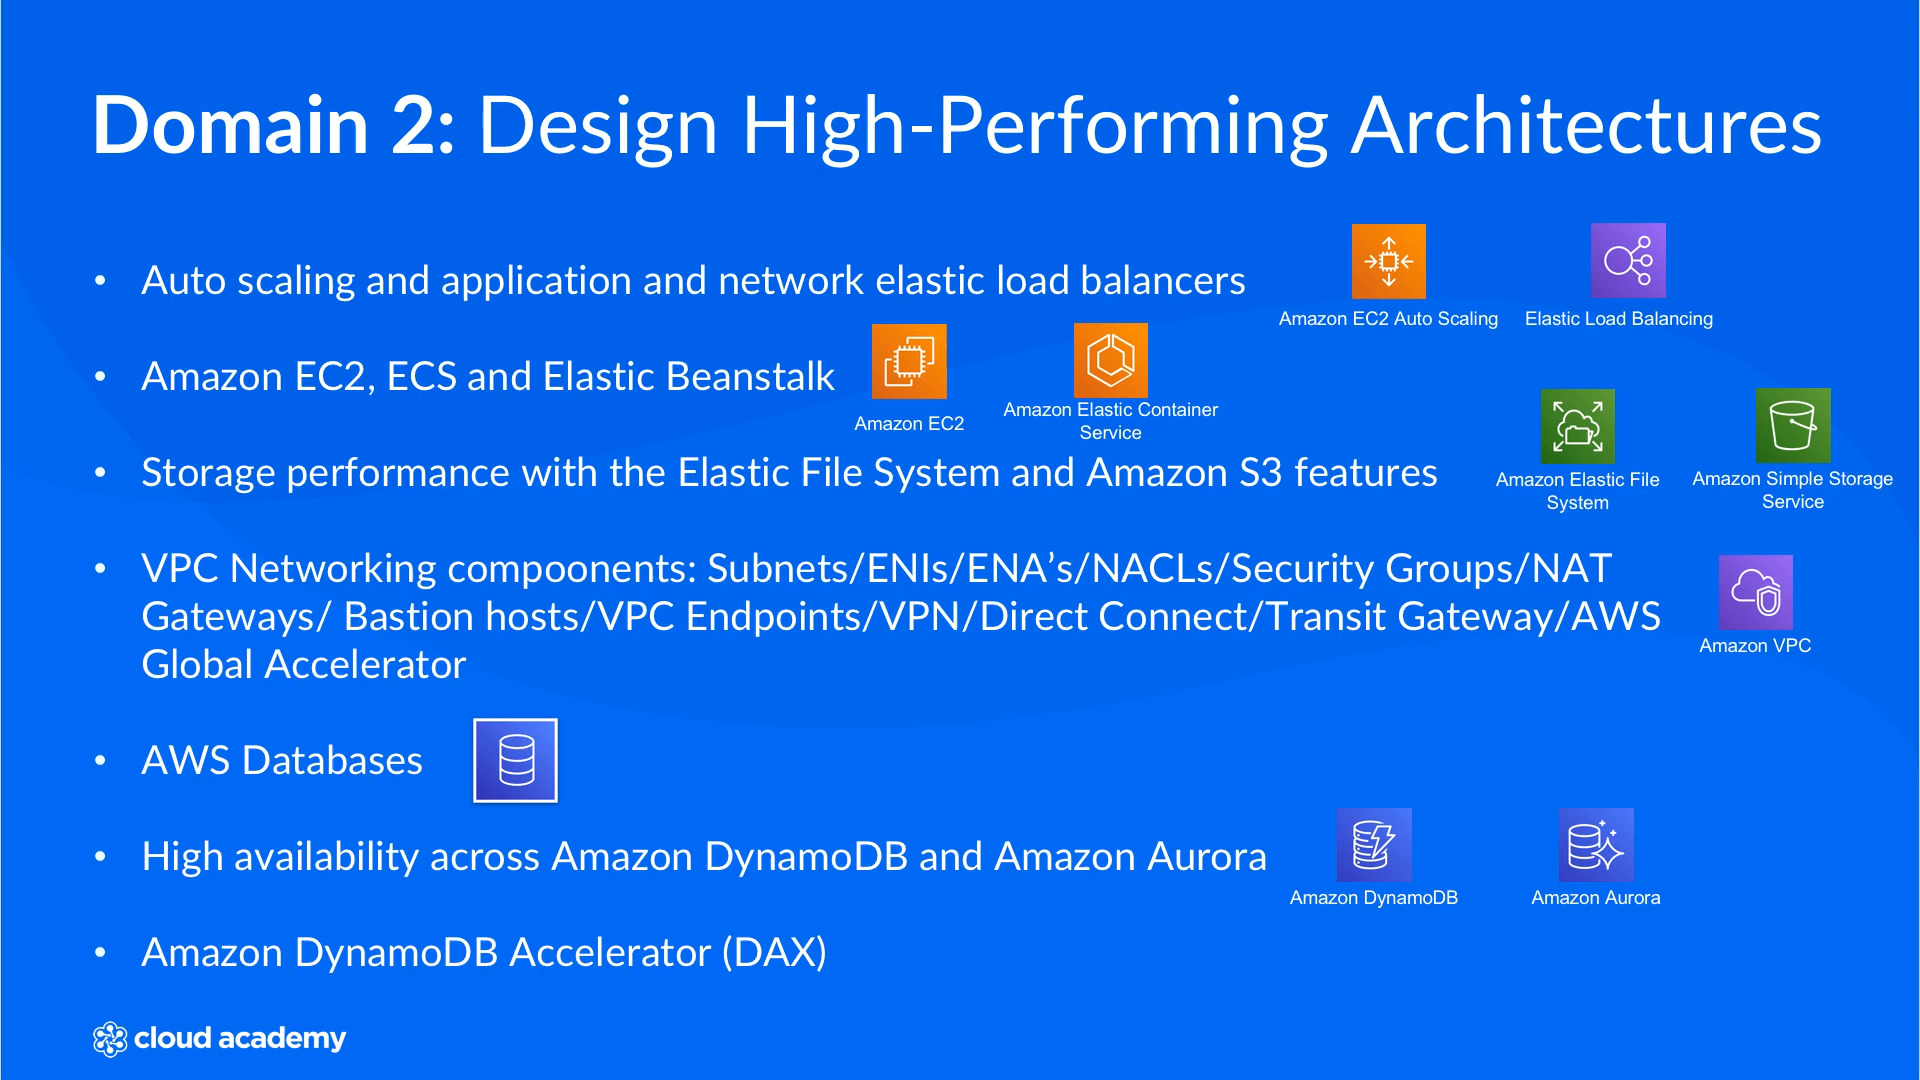 Domain 2: Design High-Performing Architectures
• Auto scaling and application and network elastic load balancers
Amazon EC2 Auto Scaling
Elastic Load Balancing
• Amazon EC2, ECS and Elastic Beanstalk
Amazon EC2
Amazon Elastic Container
Service
• Storage performance with the Elastic File System and Amazon S3 features
Amazon Elastic File
System
Amazon Simple Storage
Service
• VPC Networking compoonents: Subnets/ENIs/ENA’s/NACLs/Security Groups/NAT
Gateways/ Bastion hosts/VPC Endpoints/VPN/Direct Connect/Transit Gateway/AWS
Global Accelerator
Amazon VPC
• AWS Databases
• High availability across Amazon DynamoDB and Amazon Aurora
Amazon DynamoDB
Amazon Aurora
• Amazon DynamoDB Accelerator (DAX)
cloud academy